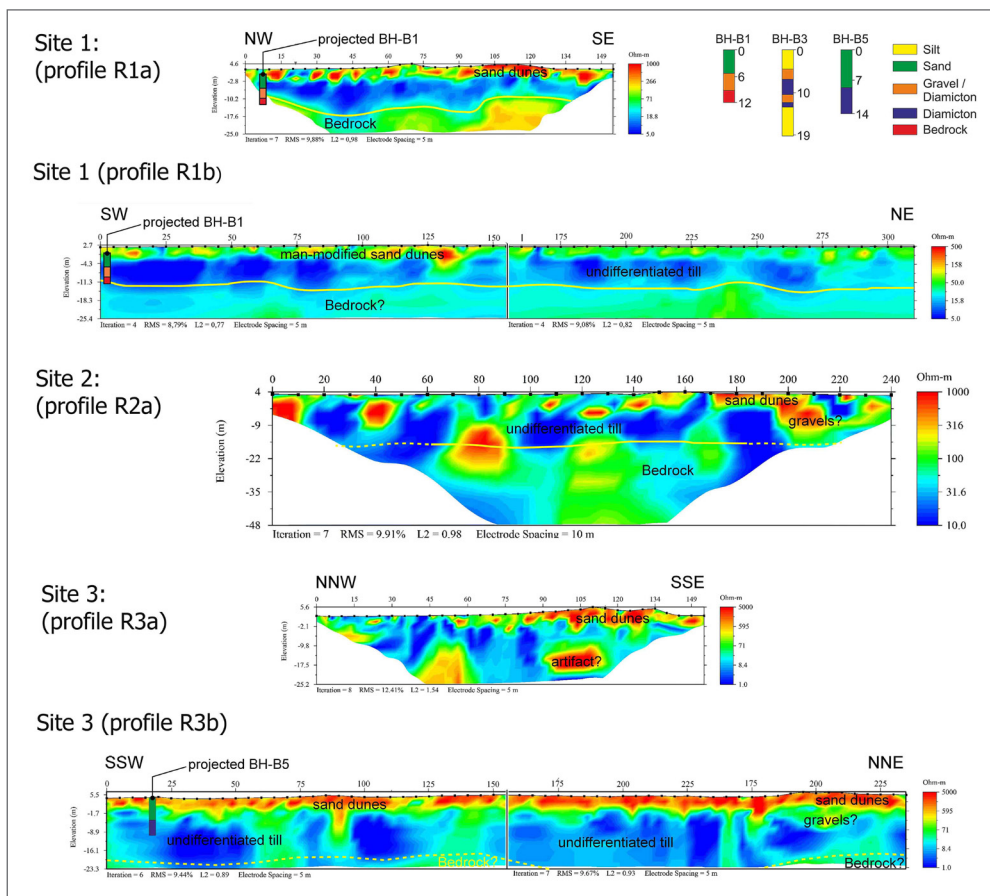 Site 1:
(profile R1a)
projected BH-B1
NW
SE
0 15 30 45 60 75 90 105 120 137 149
Elevation (m)
4.6
-2.8
-10.2
-17.6
-25.0
sand dunes
Bedrock
Iteration = 7 RMS = 9,88% L2 = 0,98 Electrode Spacing = 5 m
Ohm-m
1000
266
70.7
18.8
5.0
BH-B1
0
6
12
BH-B3
0
10
19
BH-B5
0
7
14
Silt
Sand
Gravel /
Diamicton
Diamicton
Bedrock
Site 1 (profile R1b)
SW
projected BH-B1
NE
0 25 50 75 100 125 150
175 200 225 250 275 300
Elevation (m)
2.7
-4.3
-11.3
-18.3
-25.4
man-modified sand dunes
undifferentiated till
Bedrock?
Iteration = 4 RMS = 8,79% L2 = 0,77 Electrode Spacing = 5 m
Iteration = 4 RMS = 9,08% L2 = 0,82 Electrode Spacing = 5 m
Ohm-m
500
158
50.0
15.8
5.0
Site 2:
(profile R2a)
0 20 40 60 80 100 120 140 160 180 200 220 240
Elevation (m)
4
-9
-22
-35
-48
sand dunes
gravels?
undifferentiated till
Bedrock
Iteration = 7 RMS = 9.91% L2 = 0.98 Electrode Spacing = 10 m
Ohm-m
1000
316
100
31.6
10.0
Site 3:
(profile R3a)
NNW
SSE
0 15 30 45 60 75 90 105 120 134 149
Elevation (m)
5.6
-2.1
-9.8
-17.5
-25.2
sand dunes
artifact?
Iteration = 8 RMS = 12.41% L2 = 1.54 Electrode Spacing = 5 m
Ohm-m
5000
595
71
8.4
1.0
Site 3 (profile R3b)
SSW
projected BH-B5
NNE
0 25 50 75 100 125 150
175 200 225 175 200 225
Elevation (m)
5.5
-1.7
-8.9
-16.1
-23.3
sand dunes
sand dunes
gravels?
undifferentiated till
undifferentiated till
Bedrock?
Bedrock?
Iteration = 6 RMS = 9.44% L2 = 0.89 Electrode Spacing = 5 m
Iteration = 7 RMS = 9.67% L2 = 0.93 Electrode Spacing = 5 m
Ohm-m
5000
595
71
8.4
1.0